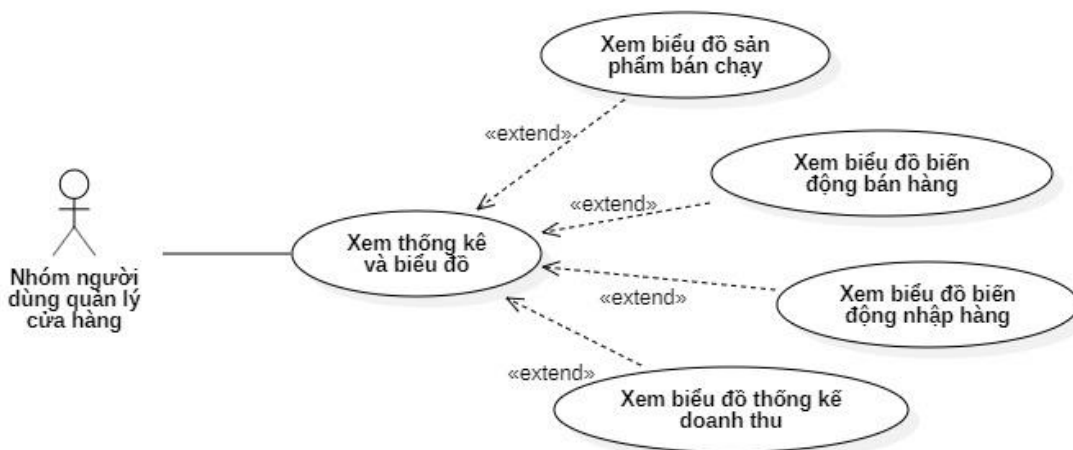 Xem biểu đồ sản
phẩm bán chạy
«extend»
Xem biểu đồ biến
động bán hàng
«extend»
Nhóm người
dùng quản lý
cửa hàng
Xem thống kê
và biểu đồ
«extend»
Xem biểu đồ biến
động nhập hàng
«extend»
Xem biểu đồ thống kế
doanh thu